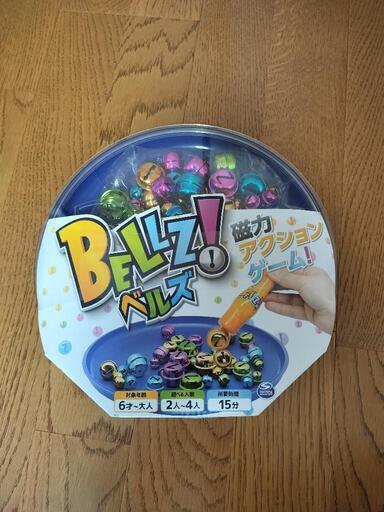 BELLZ!
ベルズ
磁力
アクション
ゲーム!
対象年齢
6才~大人
遊べる人数
2人~4人
所要時間
15分